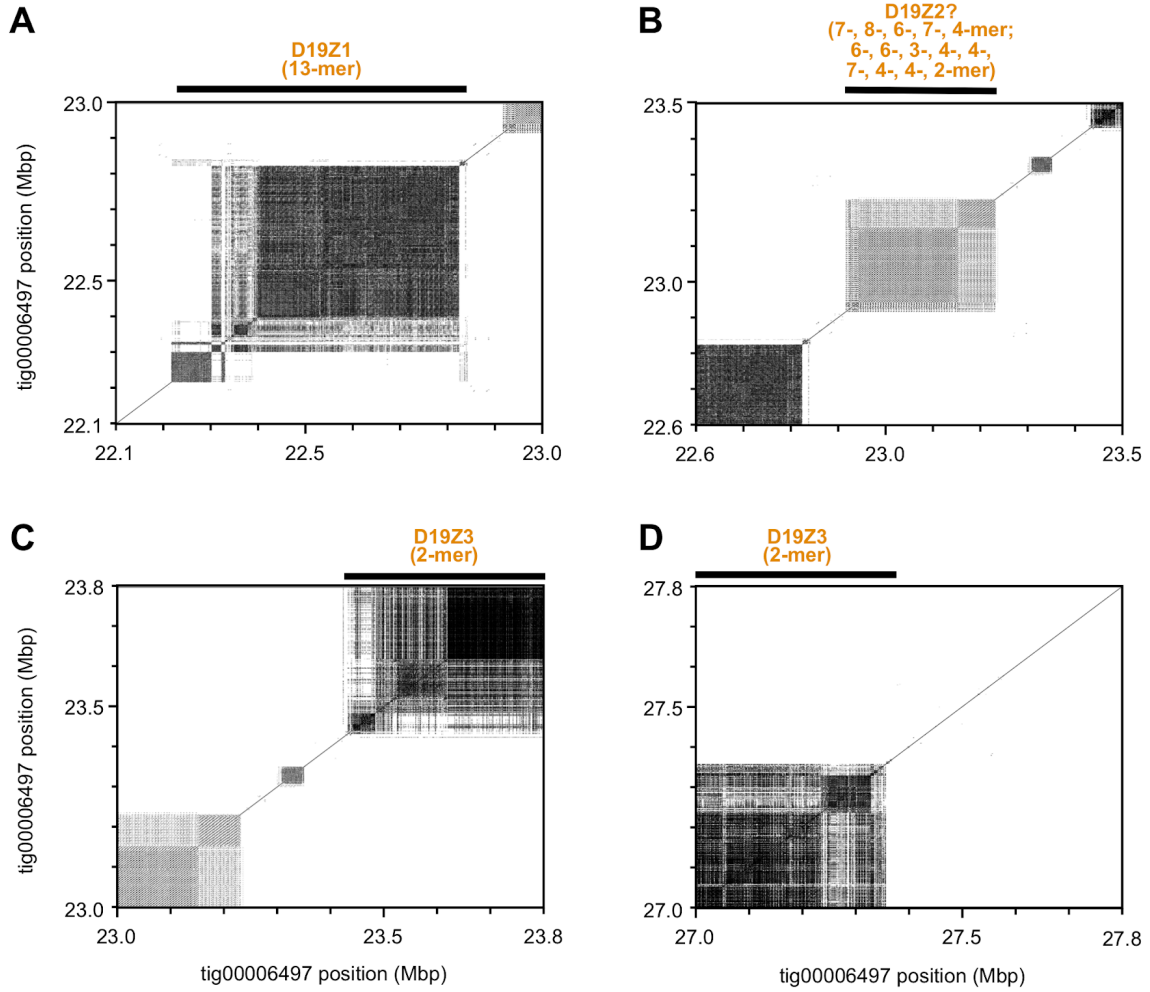 A
D19Z1
(13-mer)
23.0
22.5
22.1
22.1
22.5
23.0
tig00006497 position (Mbp)
B
D19Z2?
(7-, 8-, 6-, 7-, 4-mer;
6-, 6-, 3-, 4-, 4-,
7-, 4-, 4-, 2-mer)
23.5
23.0
22.6
22.6
23.0
23.5
C
D19Z3
(2-mer)
23.8
23.5
23.0
23.0
23.5
23.8
tig00006497 position (Mbp)
tig00006497 position (Mbp)
D
D19Z3
(2-mer)
27.8
27.5
27.0
27.0
27.5
27.8
tig00006497 position (Mbp)